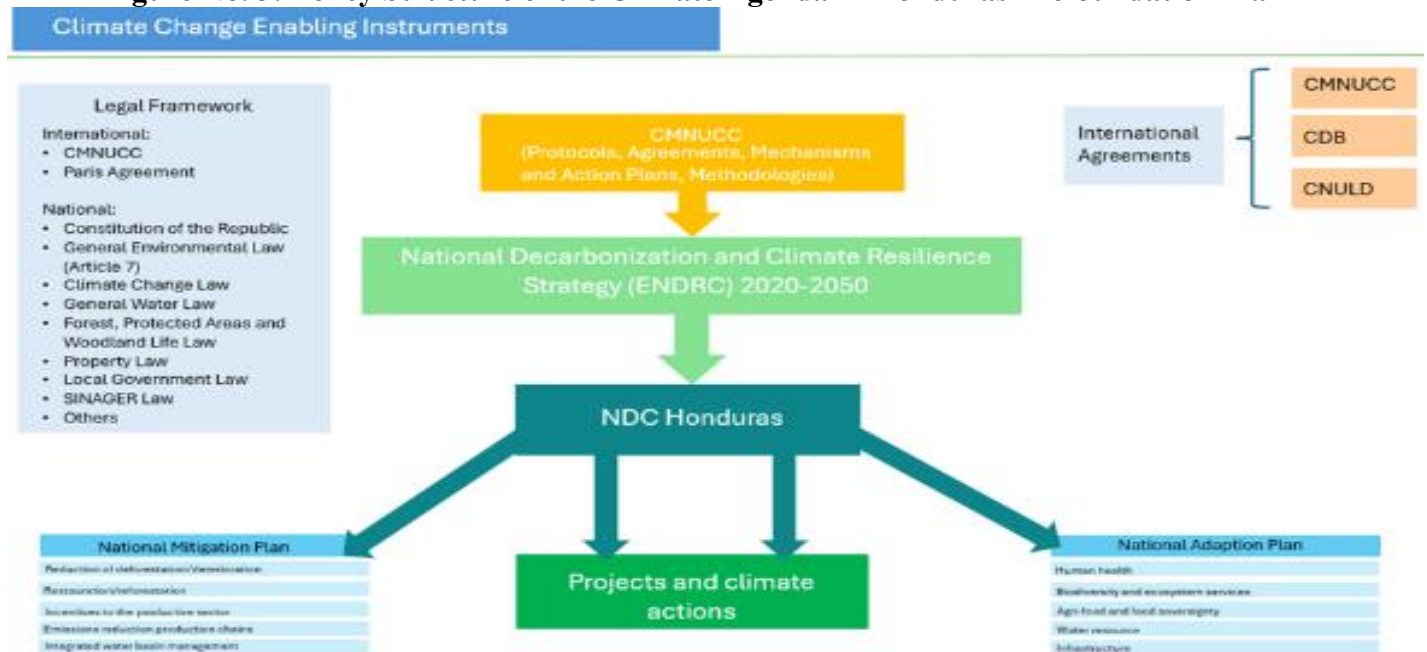 Climate Change Enabling Instruments
Legal Framework
International:
• CMNUCC
• Paris Agreement
National:
• Constitution of the Republic
• General Environmental Law
(Article 7)
• Climate Change Law
• General Water Law
• Forest, Protected Areas and
Woodland Life Law
• Property Law
• Local Government Law
• SINAGER Law
• Others
CMNUCC
(Protocols, Agreements, Mechanisms
and Action Plans, Methodologies)
International
Agreements
CMNUCC
CDB
CNULD
National Decarbonization and Climate Resilience
Strategy (ENDRC) 2020-2050
NDC Honduras
National Mitigation Plan
Reduction of deforestation/deterioration
Restauration/reforestation
Incentives to the productive sector
Emissions reduction production chains
Integrated water basin management
Projects and climate
actions
National Adaption Plan
Human health
Biodiversity and ecosystem services
Agri-food and food sovereignty
Water resource
Infrastructure